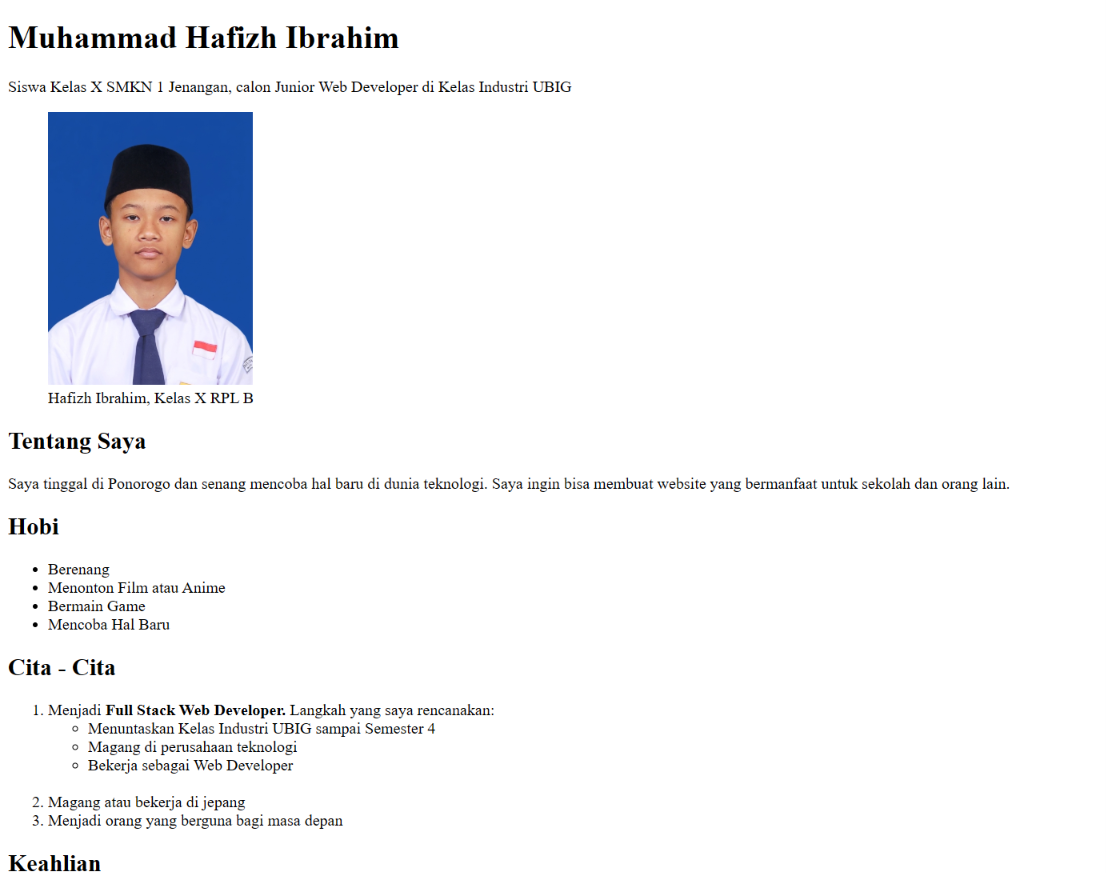 Muhammad Hafizh Ibrahim
Siswa Kelas X SMKN 1 Jenangan, calon Junior Web Developer di Kelas Industri UBIG
Hafizh Ibrahim, Kelas X RPL B
Tentang Saya
Saya tinggal di Ponorogo dan senang mencoba hal baru di dunia teknologi. Saya ingin bisa membuat website yang bermanfaat untuk sekolah dan orang lain.
Hobi
• Berenang
• Menonton Film atau Anime
• Bermain Game
• Mencoba Hal Baru
Cita - Cita
1. Menjadi Full Stack Web Developer. Langkah yang saya rencanakan:
◦ Menuntaskan Kelas Industri UBIG sampai Semester 4
◦ Magang di perusahaan teknologi
◦ Bekerja sebagai Web Developer
2. Magang atau bekerja di jepang
3. Menjadi orang yang berguna bagi masa depan
Keahlian